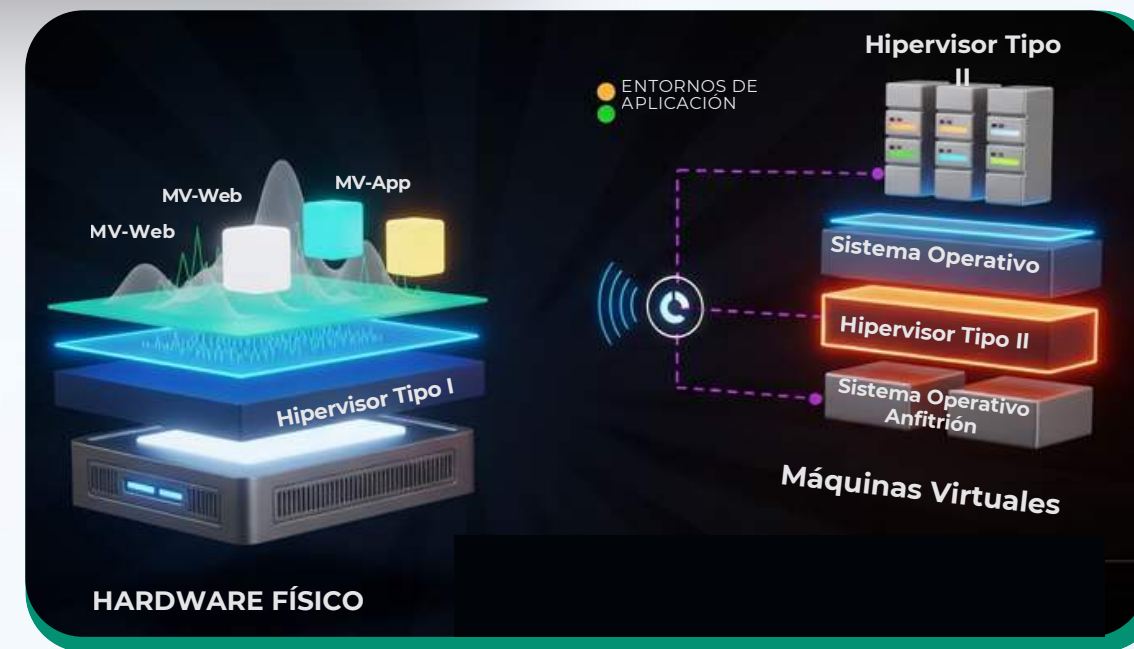 Hipervisor Tipo
II
ENTORNOS DE
APLICACIÓN
MV-Web
MV-App
MV-Web
Sistema Operativo
Hipervisor Tipo II
Hipervisor Tipo I
Sistema Operativo
Anfitrión
Máquinas Virtuales
HARDWARE FÍSICO